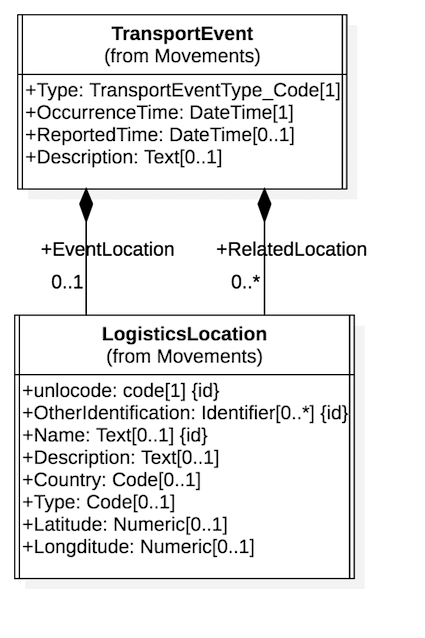 TransportEvent
(from Movements)
+Type: TransportEventType_Code[1]
+OccurrenceTime: DateTime[1]
+ReportedTime: DateTime[0..1]
+Description: Text[0..1]
+EventLocation
+RelatedLocation
0..1
0..*
LogisticsLocation
(from Movements)
+unlocode: code[1] {id}
+OtherIdentification: Identifier[0..*] {id}
+Name: Text[0..1] {id}
+Description: Text[0..1]
+Country: Code[0..1]
+Type: Code[0..1]
+Latitude: Numeric[0..1]
+Longditude: Numeric[0..1]